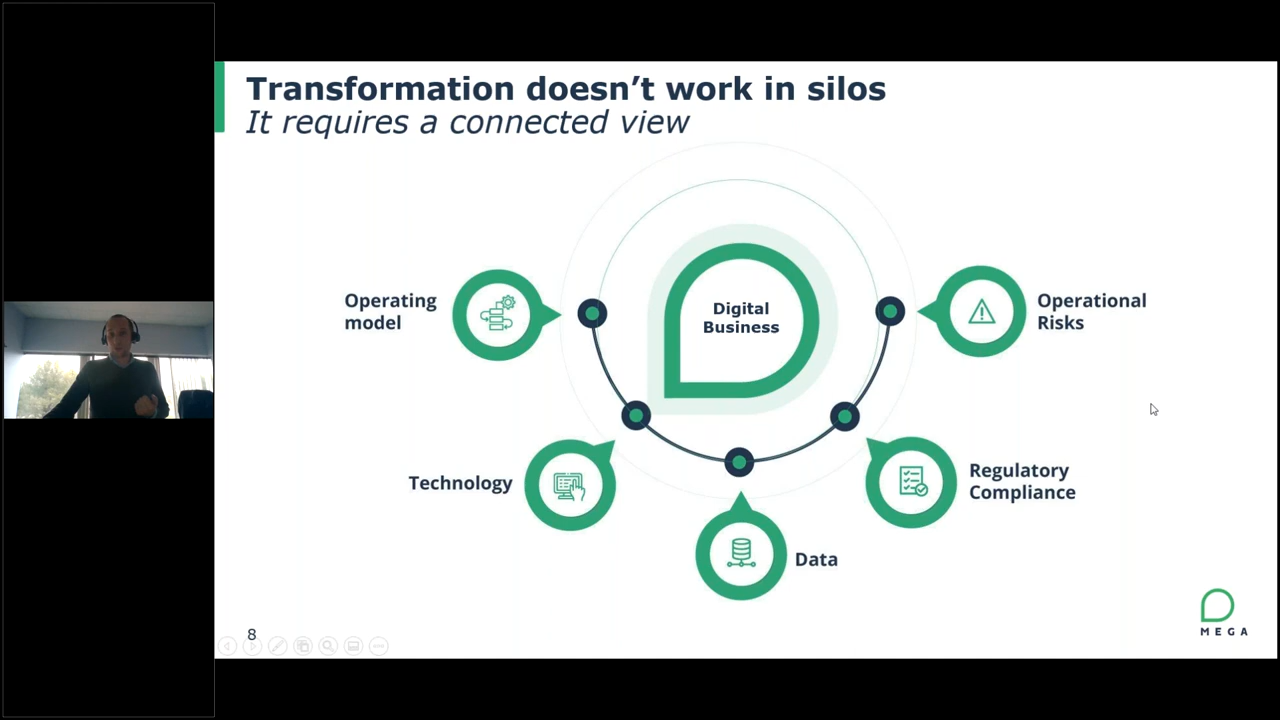 Transformation doesn’t work in silos
It requires a connected view
Digital
Business
Operating
model
Operational
Risks
Technology
Regulatory
Compliance
Data
8
MEGA